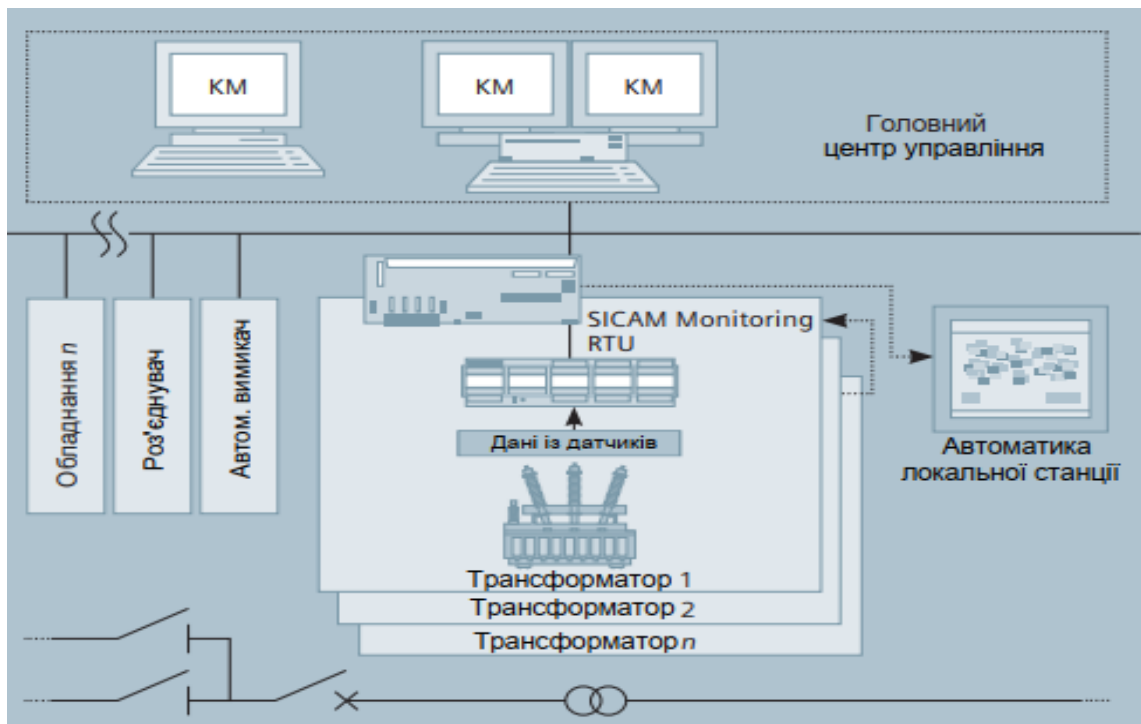 КМ
КМ
КМ
Головний
центр управління
Обладнання n
Роз'єднувач
Автом. вимикач
SICAM Monitoring
RTU
Дані із датчиків
Трансформатор 1
Трансформатор 2
Трансформатор n
Автоматика
локальної станції